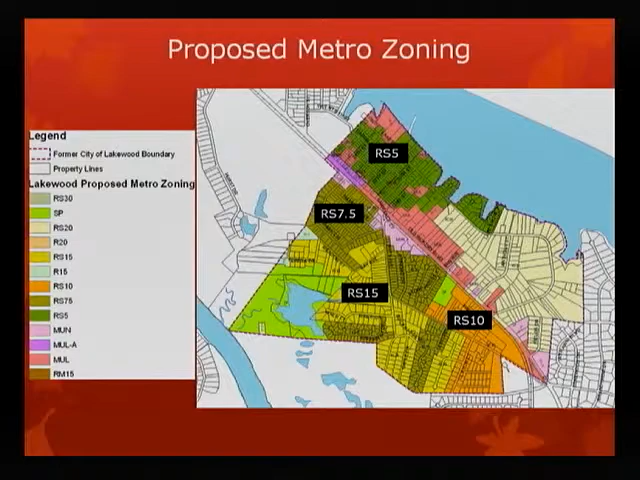 Proposed Metro Zoning
Legend
Former City of Lakewood Boundary
Property Lines
Lakewood Proposed Metro Zoning
RS30
SP
RS20
R20
RS15
R15
RS10
RS75
RS5
MUN
MUL-A
MUL
RM15
RS5
RS7.5
RS15
RS10